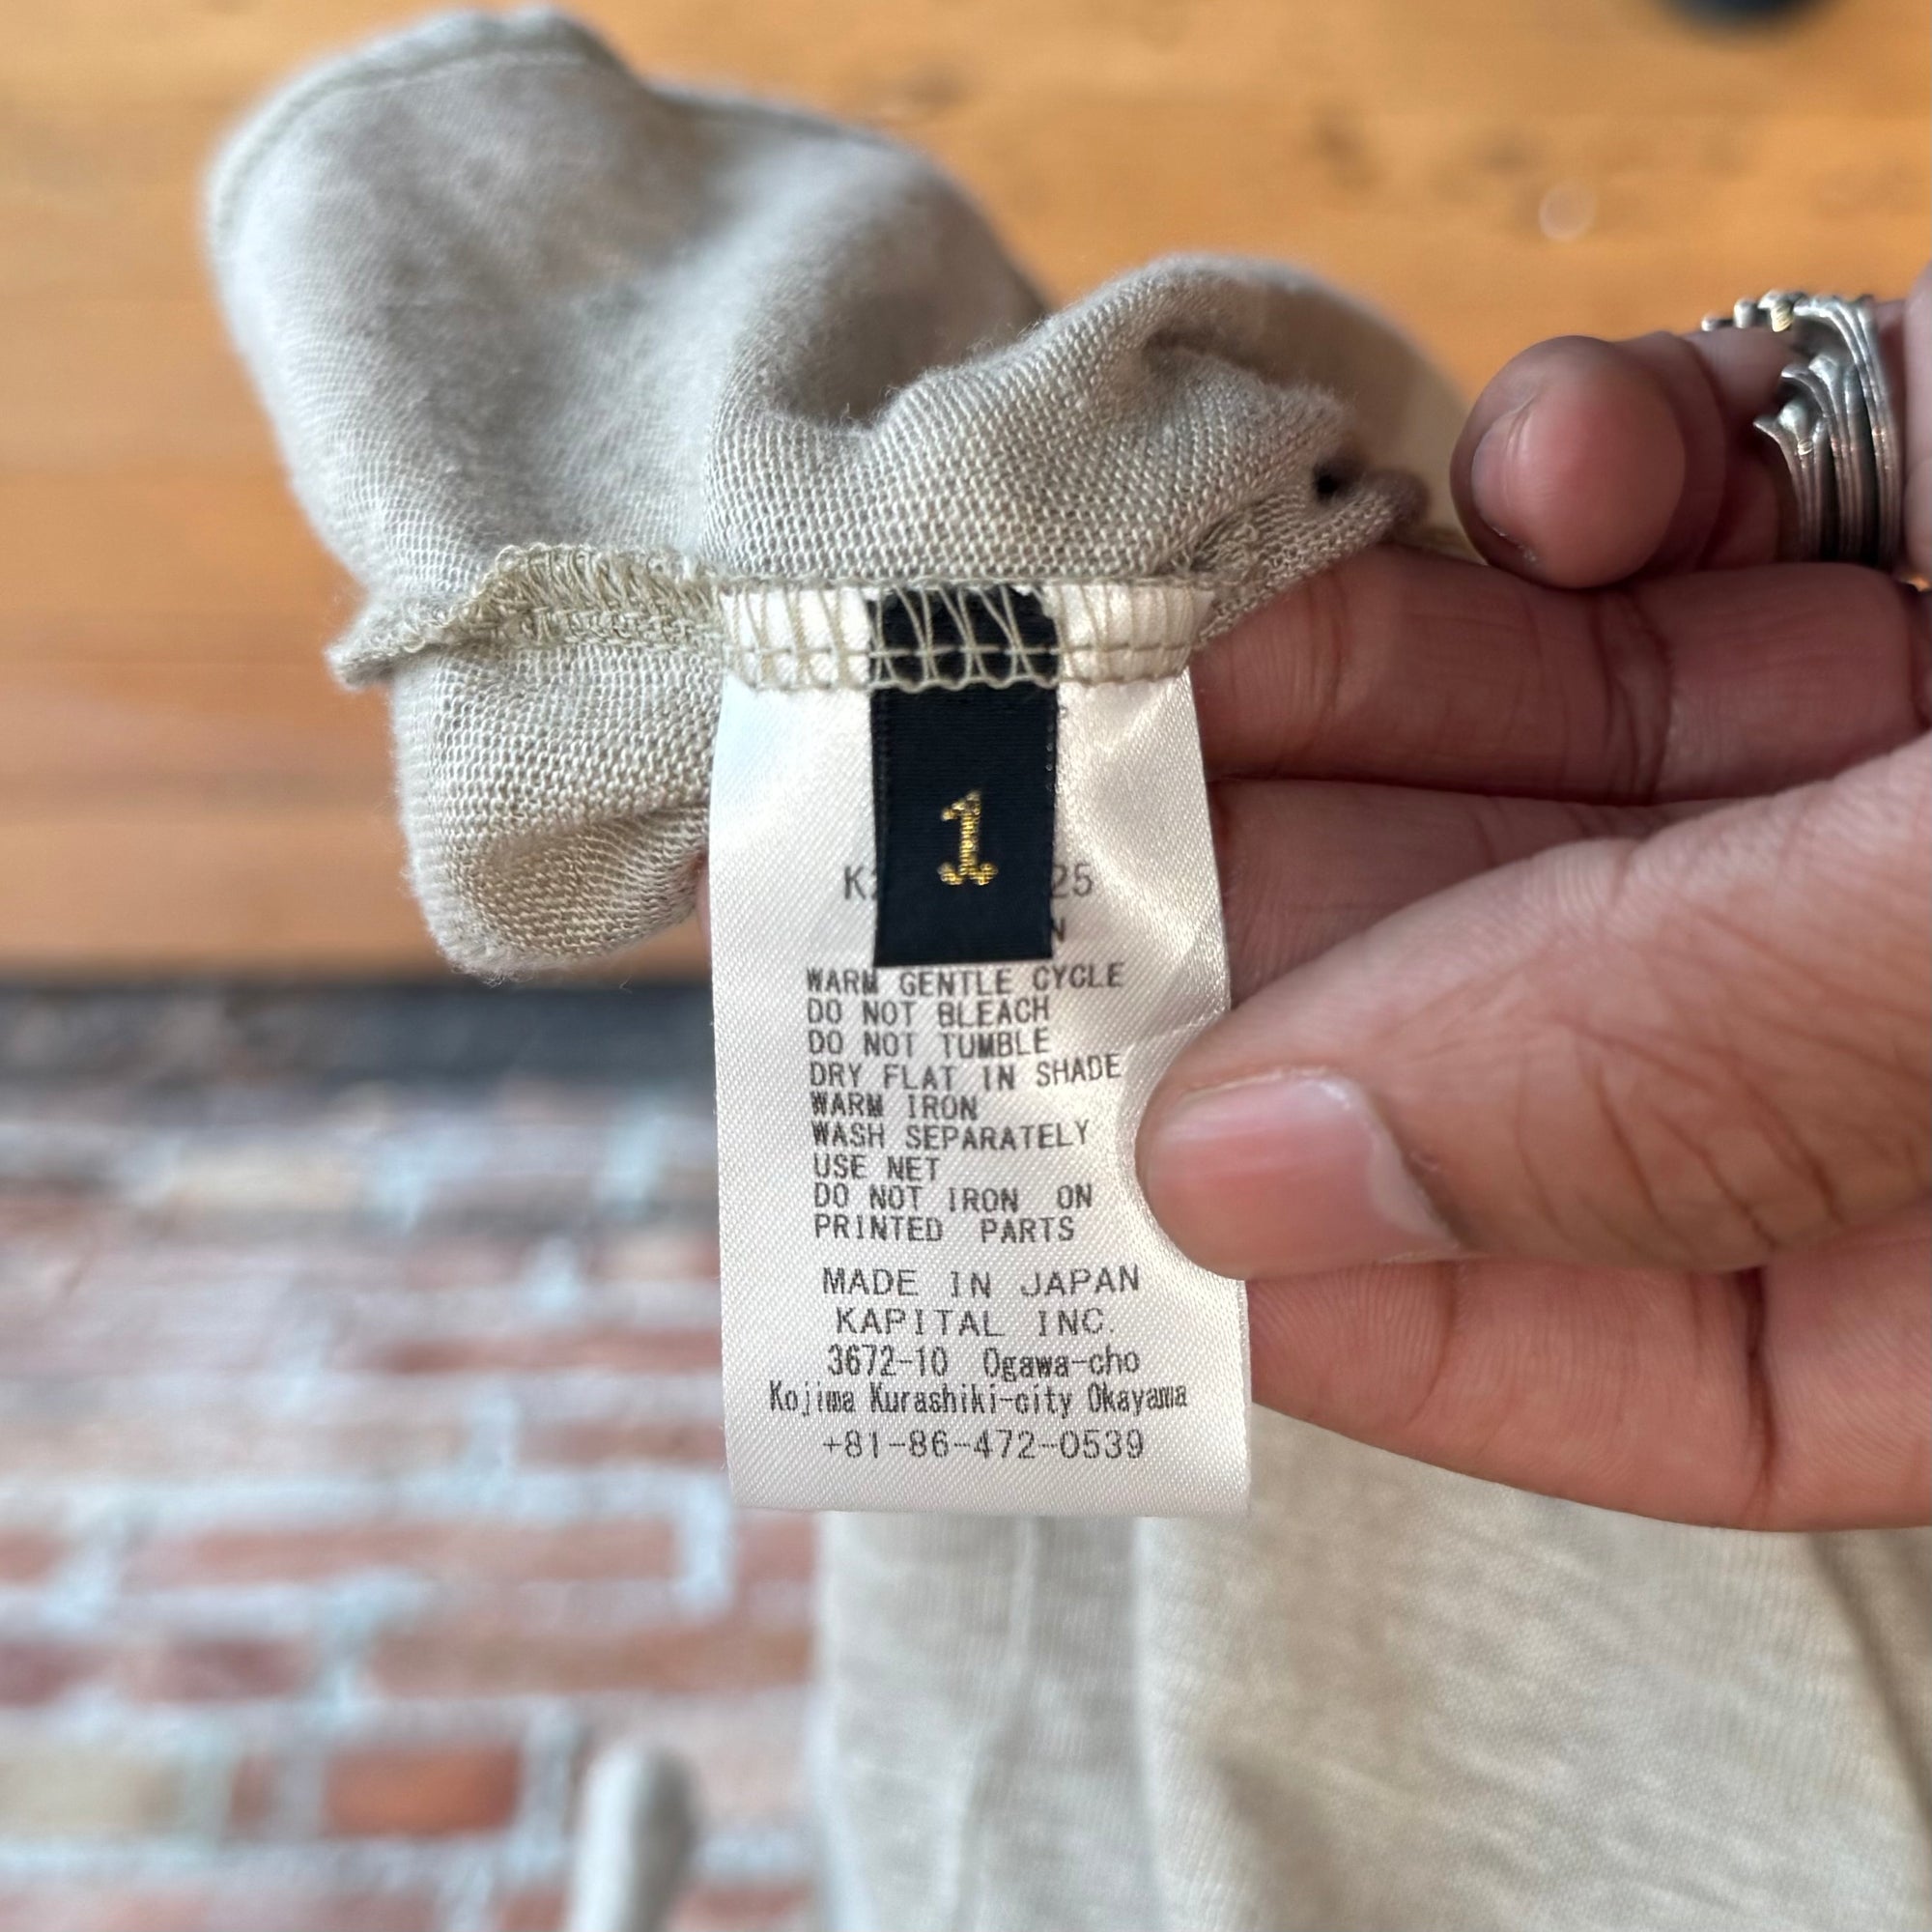 1
WARM GENTLE CYCLE
DO NOT BLEACH
DO NOT TUMBLE
DRY FLAT IN SHADE
WARM IRON
WASH SEPARATELY
USE NET
DO NOT IRON ON
PRINTED PARTS
MADE IN JAPAN
KAPITAL INC.
3672-10 Ogawa-cho
Kojima Kurashiki-city Okayama
+81-86-472-0539